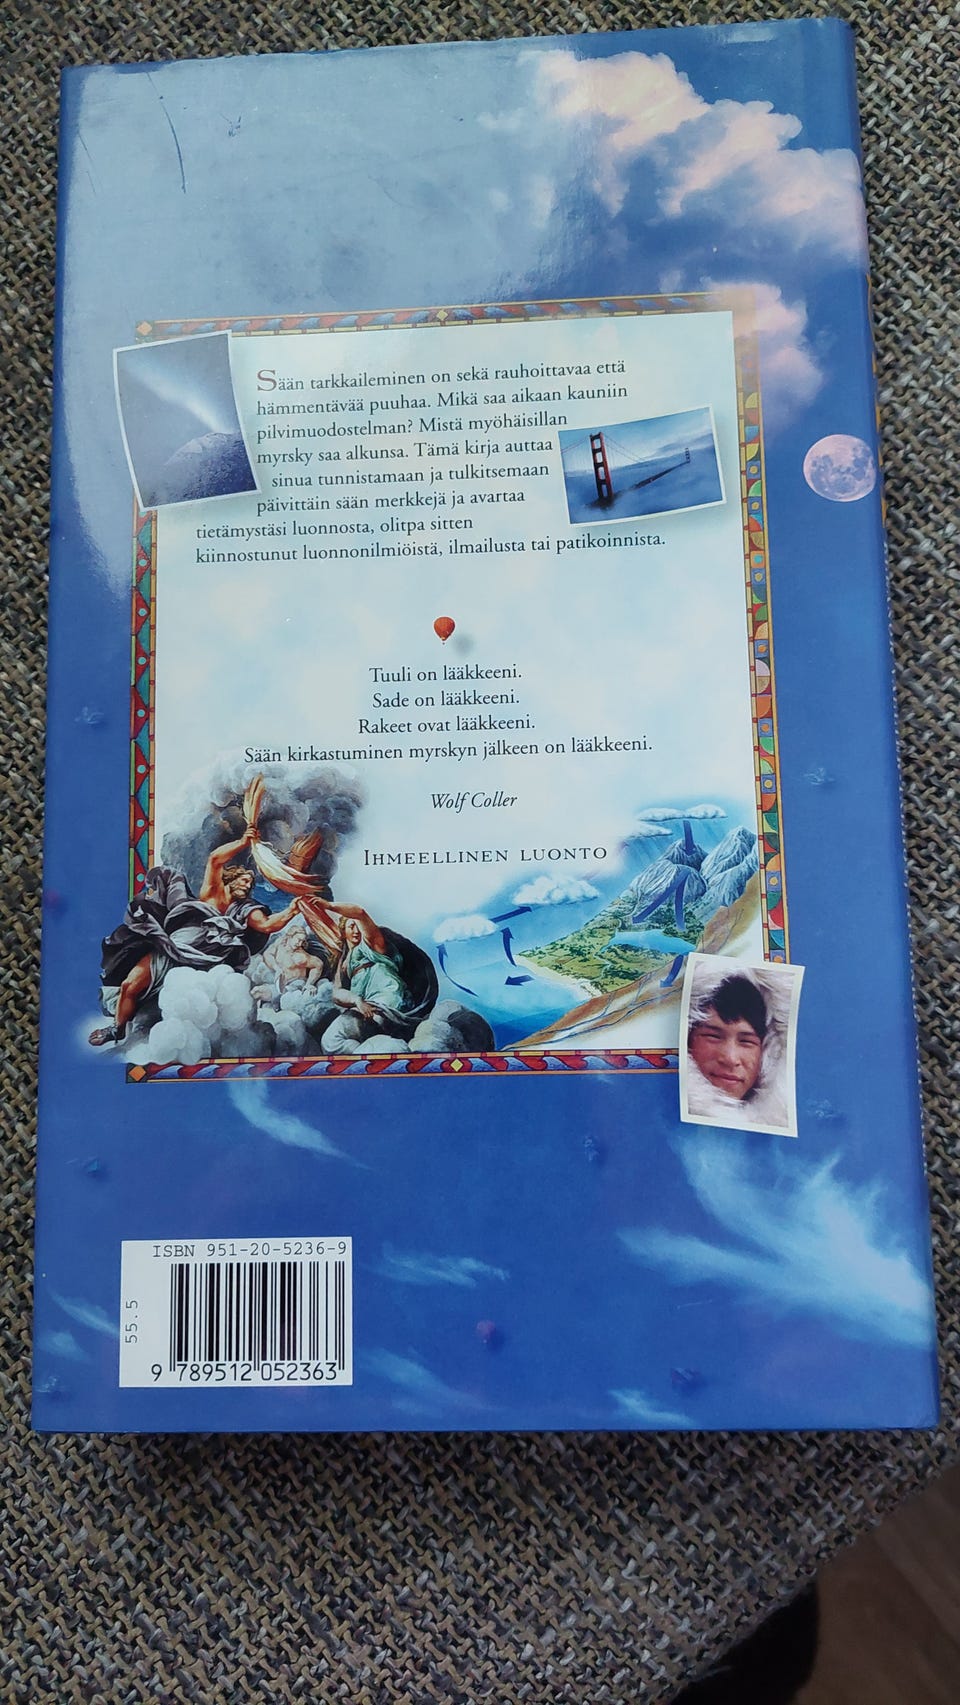 Sään tarkkaileminen on sekä rauhoittavaa että
hämmentävää puuhaa. Mikä saa aikaan kauniin
pilvimuodostelman? Mistä myöhäisillan
myrsky saa alkunsa. Tämä kirja auttaa
sinua tunnistamaan ja tulkitsemaan
päivittäin sään merkkejä ja avartaa
tietämystäsi luonnosta, olitpa sitten
kiinnostunut luonnonilmiöistä, ilmailusta tai patikoinnista.
Tuuli on lääkkeeni.
Sade on lääkkeeni.
Rakeet ovat lääkkeeni.
Sään kirkastuminen myrskyn jälkeen on lääkkeeni.
Wolf Coller
IHMEELLINEN LUONTO
ISBN 951-20-5236-9
55.5
9 789512 052363